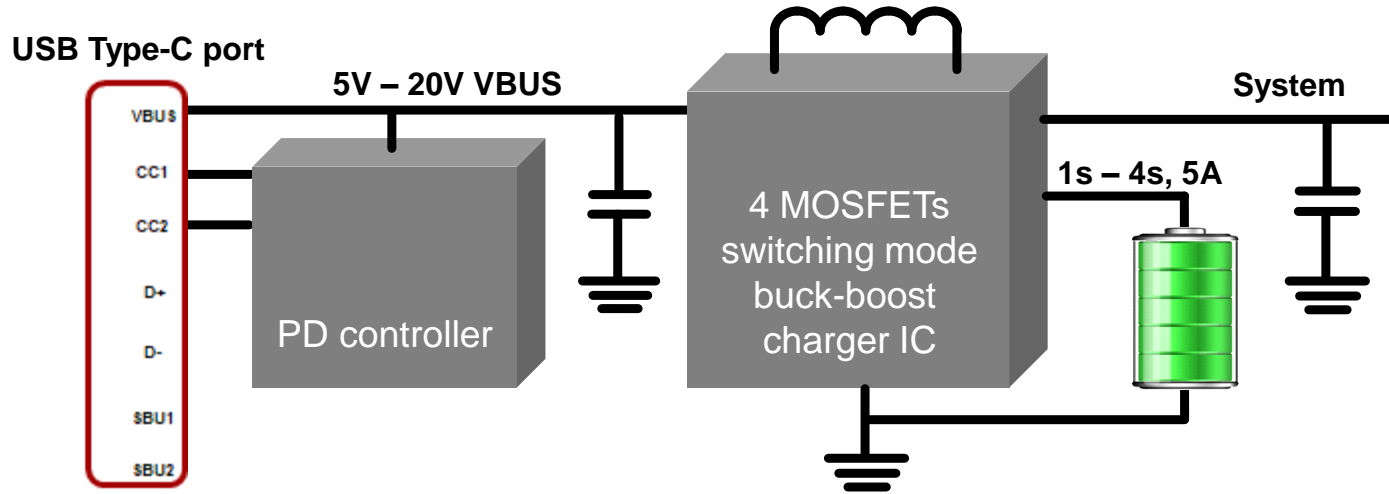 USB Type-C port
5V – 20V VBUS
System
VBUS
CC1
CC2
D+
D-
SBU1
SBU2
PD controller
4 MOSFETs
switching mode
buck-boost
charger IC
1s – 4s, 5A